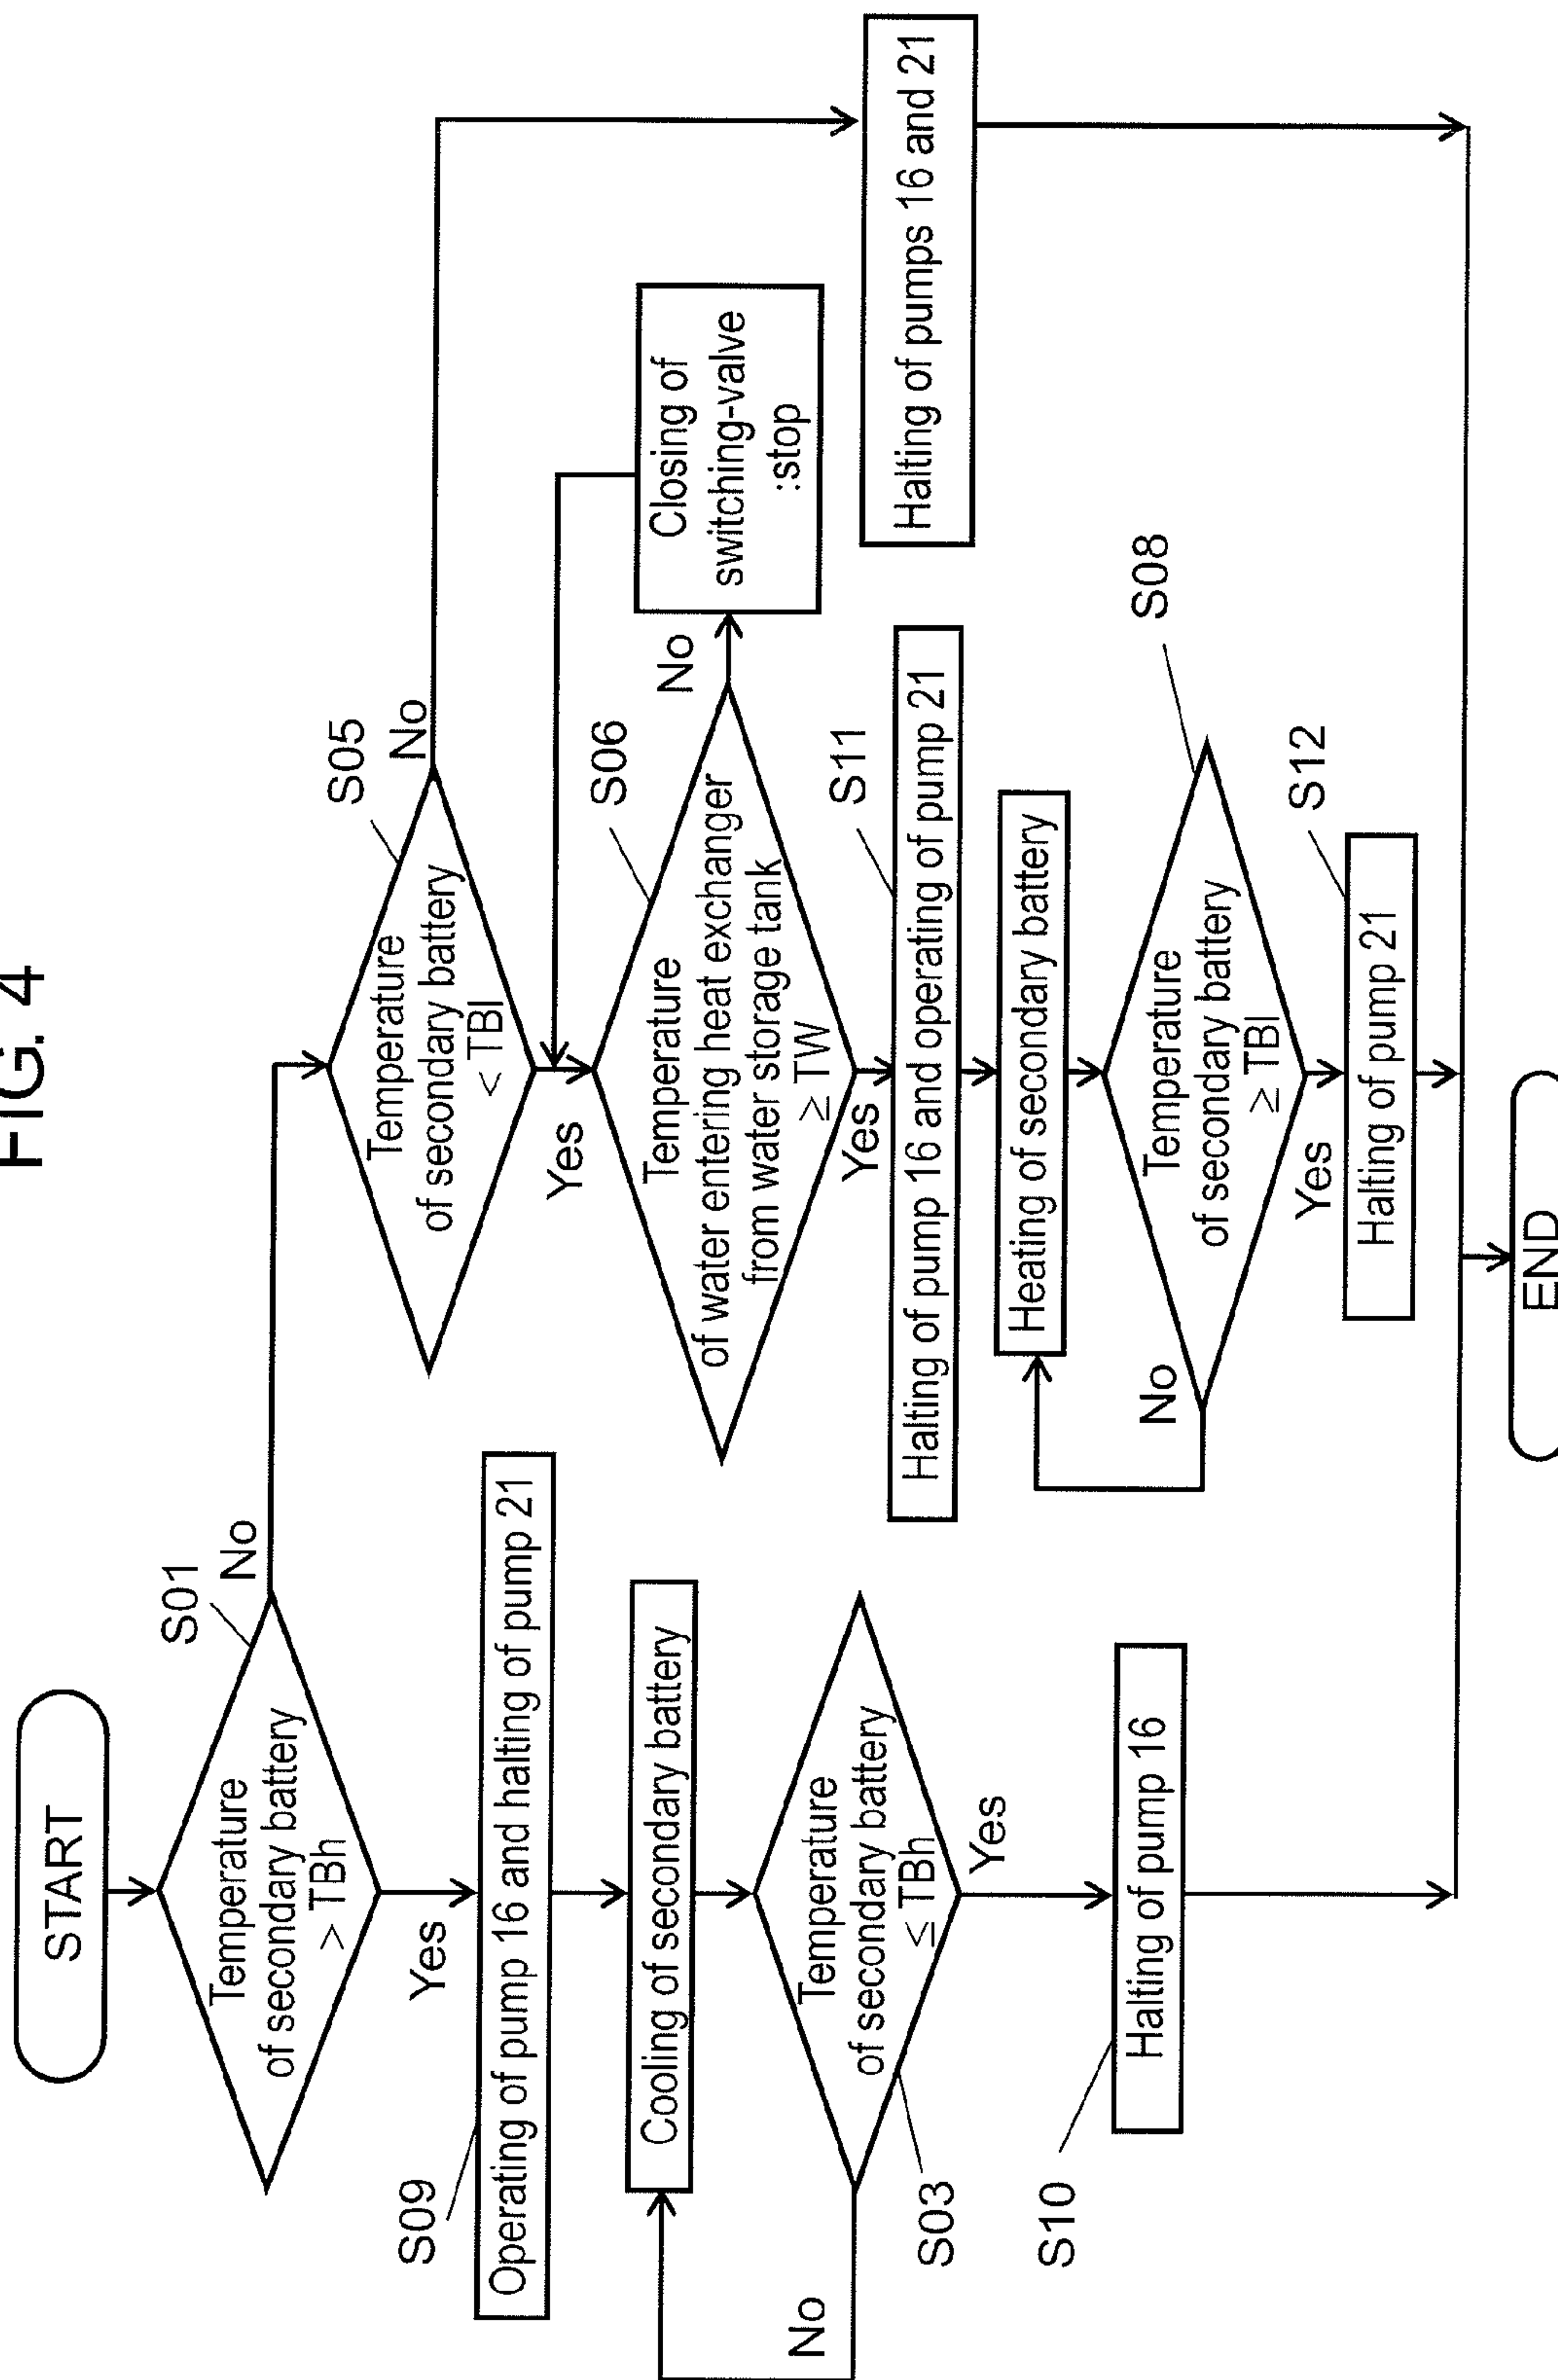 FIG. 4
START
S01
Temperature
of secondary battery
> TBh
No
Yes
S09
Operating of pump 16 and halting of pump 21
Cooling of secondary battery
Temperature
of secondary battery
≤ TBh
S03
No
Yes
S10
Halting of pump 16
S05
Temperature
of secondary battery
< TBl
No
Yes
S06
Temperature
of water entering heat exchanger
from water storage tank
≥ TW
No
Closing of
switching-valve
:stop
Yes
S11
Halting of pump 16 and operating of pump 21
Heating of secondary battery
S08
Temperature
of secondary battery
≥ TBl
No
Yes
S12
Halting of pump 21
Halting of pumps 16 and 21
END